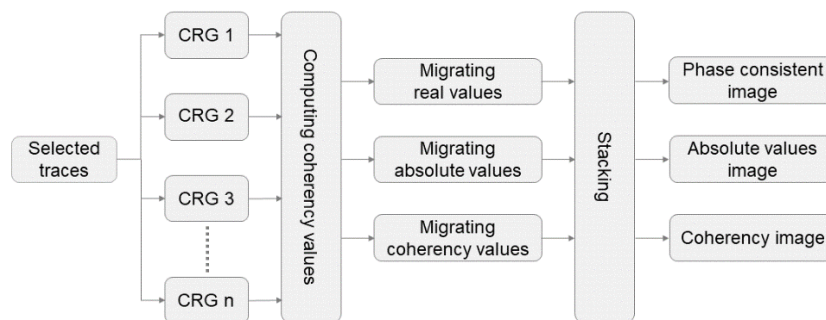 Selected
traces
CRG 1
CRG 2
CRG 3
CRG n
Computing coherency values
Migrating
real values
Migrating
absolute values
Migrating
coherency values
Stacking
Phase consistent
image
Absolute values
image
Coherency image